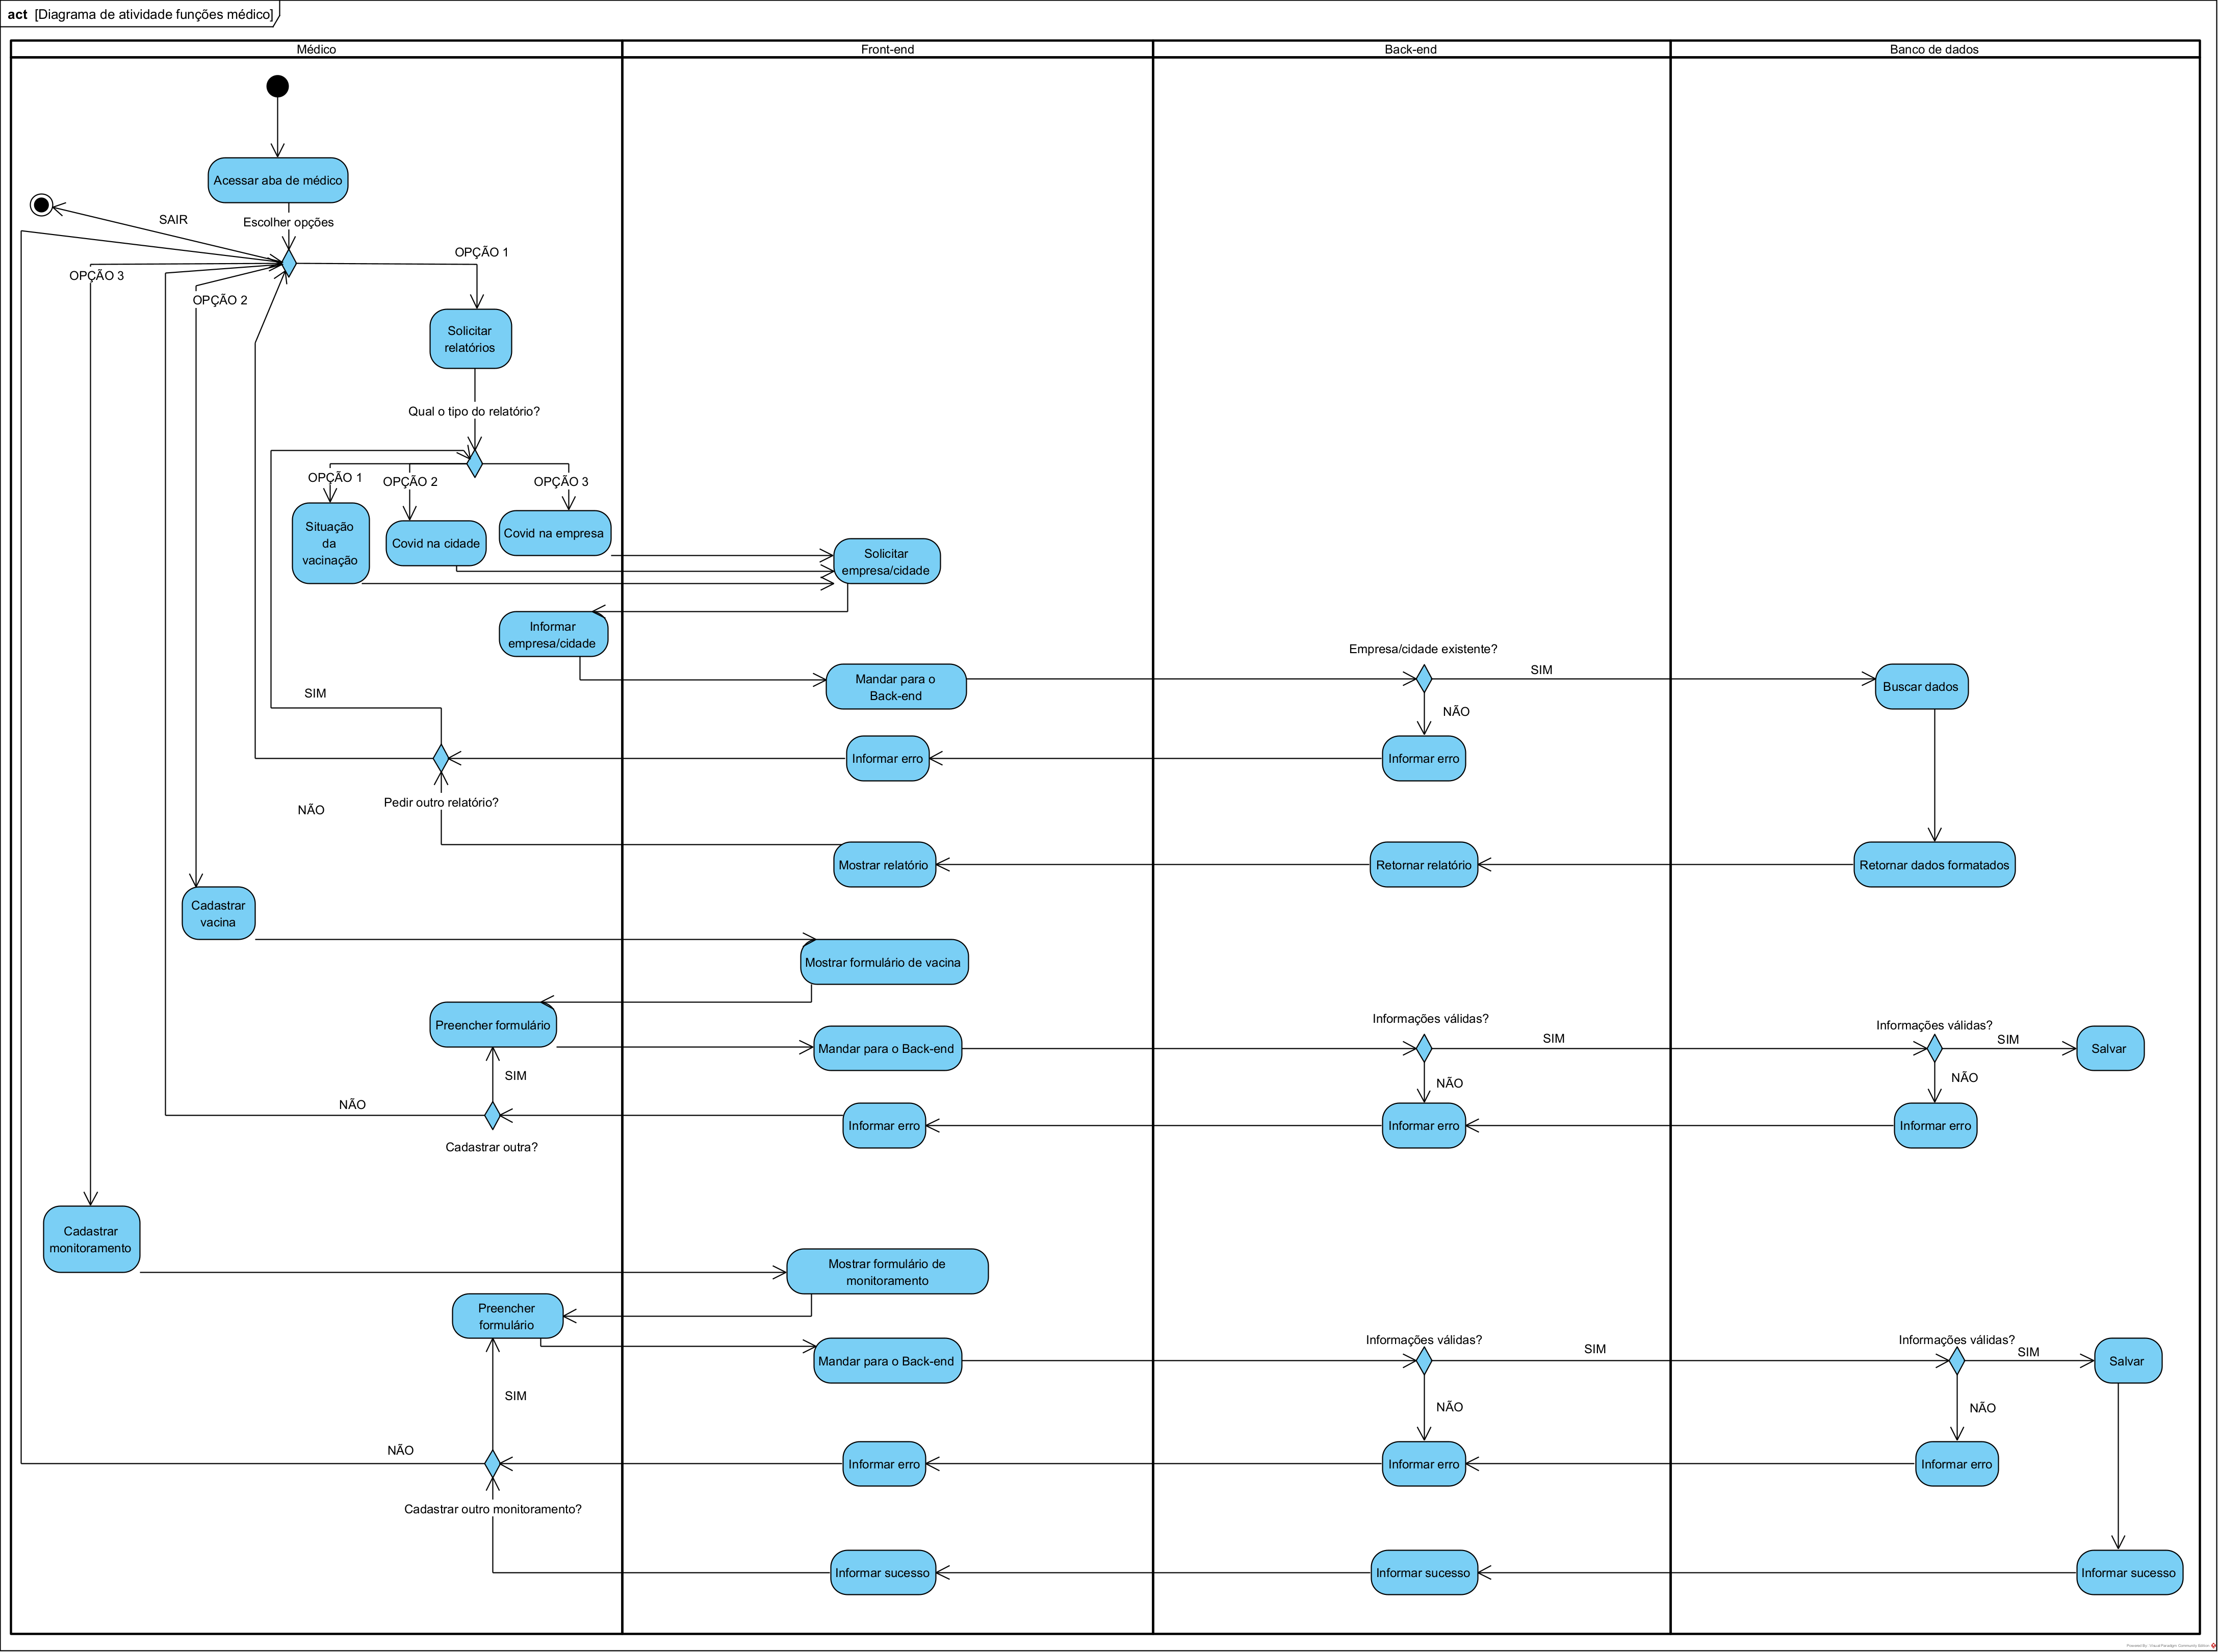 act [Diagrama de atividade funções médico]
Médico
Front-end
Back-end
Banco de dados
Acessar aba de médico
SAIR
Escolher opções
OPÇÃO 1
OPÇÃO 3
OPÇÃO 2
Solicitar
relatórios
Qual o tipo do relatório?
OPÇÃO 1
OPÇÃO 2
OPÇÃO 3
Situação
da
vacinação
Covid na cidade
Covid na empresa
Solicitar
empresa/cidade
Informar
empresa/cidade
Empresa/cidade existente?
Mandar para o
Back-end
SIM
Buscar dados
SIM
NÃO
Informar erro
Informar erro
Pedir outro relatório?
NÃO
Mostrar relatório
Retornar relatório
Retornar dados formatados
Cadastrar
vacina
Mostrar formulário de vacina
Preencher formulário
Informações válidas?
Informações válidas?
Mandar para o Back-end
SIM
SIM
Salvar
SIM
NÃO
NÃO
NÃO
Informar erro
Informar erro
Informar erro
Cadastrar outra?
Cadastrar
monitoramento
Mostrar formulário de
monitoramento
Preencher
formulário
Informações válidas?
Informações válidas?
Mandar para o Back-end
SIM
SIM
Salvar
SIM
NÃO
NÃO
NÃO
Informar erro
Informar erro
Informar erro
Cadastrar outro monitoramento?
Informar sucesso
Informar sucesso
Informar sucesso
Powered By Visual Paradigm Community Edition